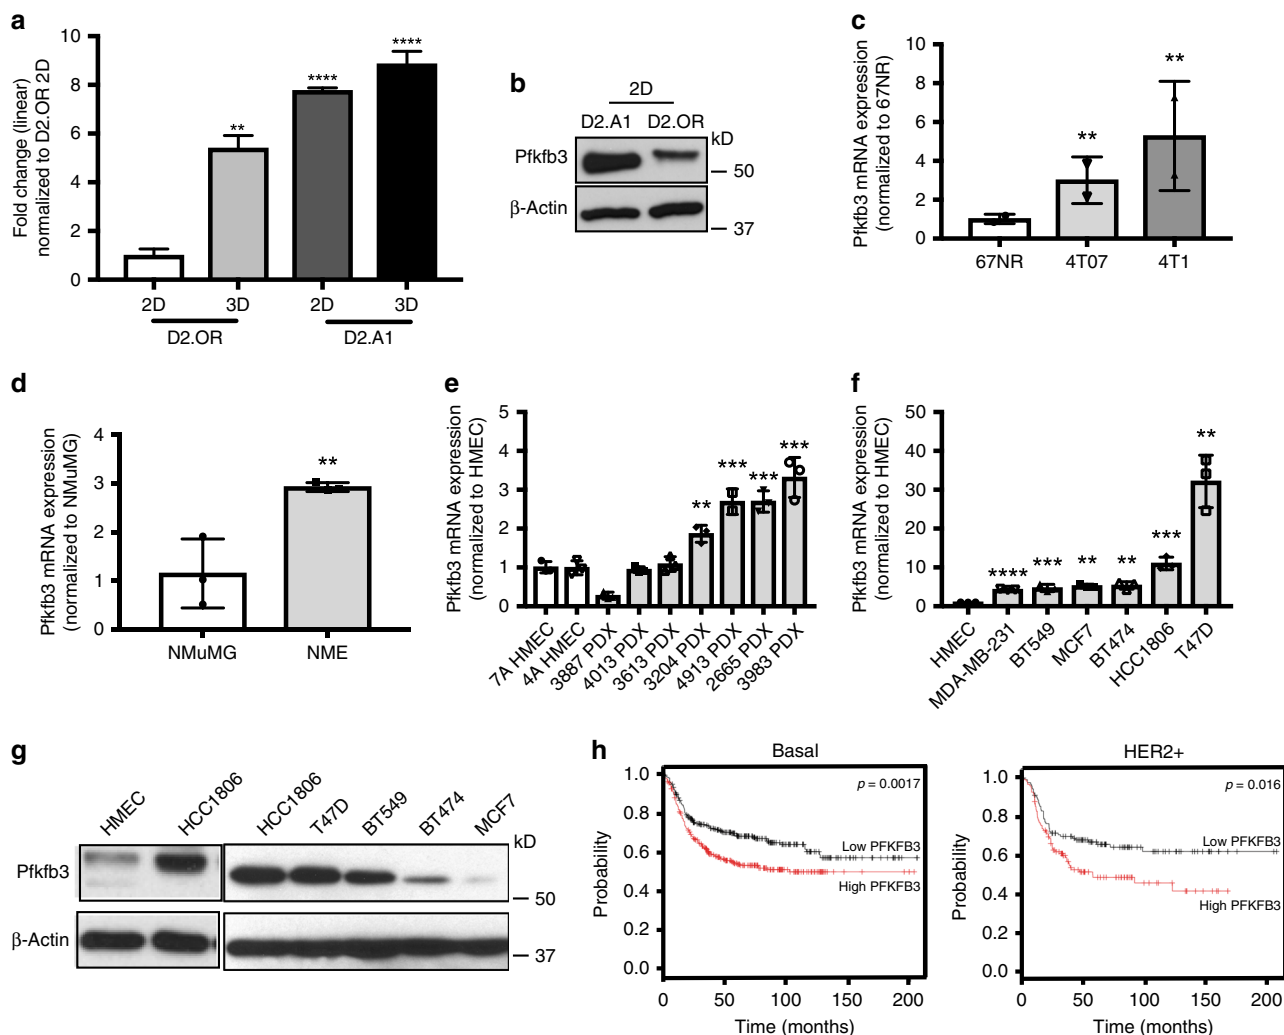 a
Fold change (linear)
normalized to D2.OR 2D
10
8
6
4
2
0
**
****
****
2D
3D
2D
3D
D2.OR
D2.A1
b
2D
D2.A1
D2.OR
kD
Pfkfb3
50
β-Actin
37
c
Pfkfb3 mRNA expression
(normalized to 67NR)
10
8
6
4
2
0
**
**
67NR
4T07
4T1
d
Pfkfb3 mRNA expression
(normalized to NMuMG)
4
3
2
1
0
**
NMuMG
NME
e
Pfkfb3 mRNA expression
(normalized to HMEC)
5
4
3
2
1
0
**
***
***
***
7A HMEC
4A HMEC
3887 PDX
4013 PDX
3613 PDX
3204 PDX
4913 PDX
2665 PDX
3983 PDX
f
Pfkfb3 mRNA expression
(normalized to HMEC)
50
40
30
20
10
0
****
***
**
**
***
**
HMEC
MDA-MB-231
BT549
MCF7
BT474
HCC1806
T47D
g
HMEC
HCC1806
HCC1806
T47D
BT549
BT474
MCF7
kD
Pfkfb3
50
β-Actin
37
h
Basal
Probability
1.0
0.8
0.6
0.4
0.2
0.0
p = 0.0017
Low PFKFB3
High PFKFB3
0
50
100
150
200
Time (months)
HER2+
Probability
1.0
0.8
0.6
0.4
0.2
0.0
p = 0.016
Low PFKFB3
High PFKFB3
0
50
100
150
200
Time (months)